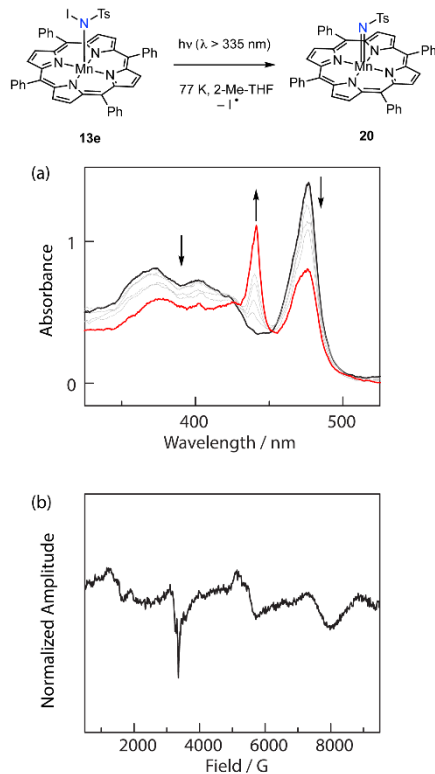 I Ts
N
Ph Ph
N N
Mn
N N
Ph Ph
13e
hν (λ > 335 nm)
77 K, 2-Me-THF
– I•
Ts
N
Ph Ph
N N
Mn
N N
Ph Ph
20
(a)
1
0
Absorbance
400 500
Wavelength / nm
(b)
Normalized Amplitude
2000 4000 6000 8000
Field / G